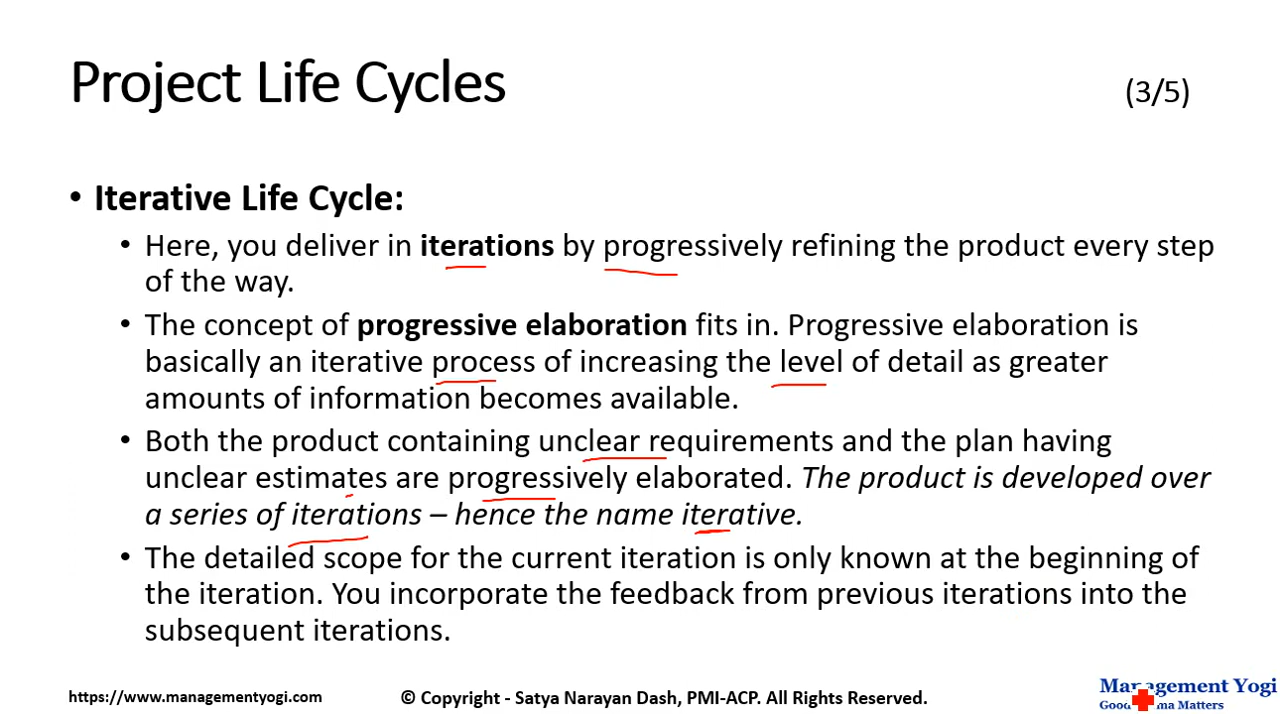 Project Life Cycles
(3/5)
• Iterative Life Cycle:
• Here, you deliver in iterations by progressively refining the product every step
of the way.
• The concept of progressive elaboration fits in. Progressive elaboration is
basically an iterative process of increasing the level of detail as greater
amounts of information becomes available.
• Both the product containing unclear requirements and the plan having
unclear estimates are progressively elaborated. The product is developed over
a series of iterations – hence the name iterative.
• The detailed scope for the current iteration is only known at the beginning of
the iteration. You incorporate the feedback from previous iterations into the
subsequent iterations.
https://www.managementyogi.com
© Copyright - Satya Narayan Dash, PMI-ACP. All Rights Reserved.
Management Yogi
Matters